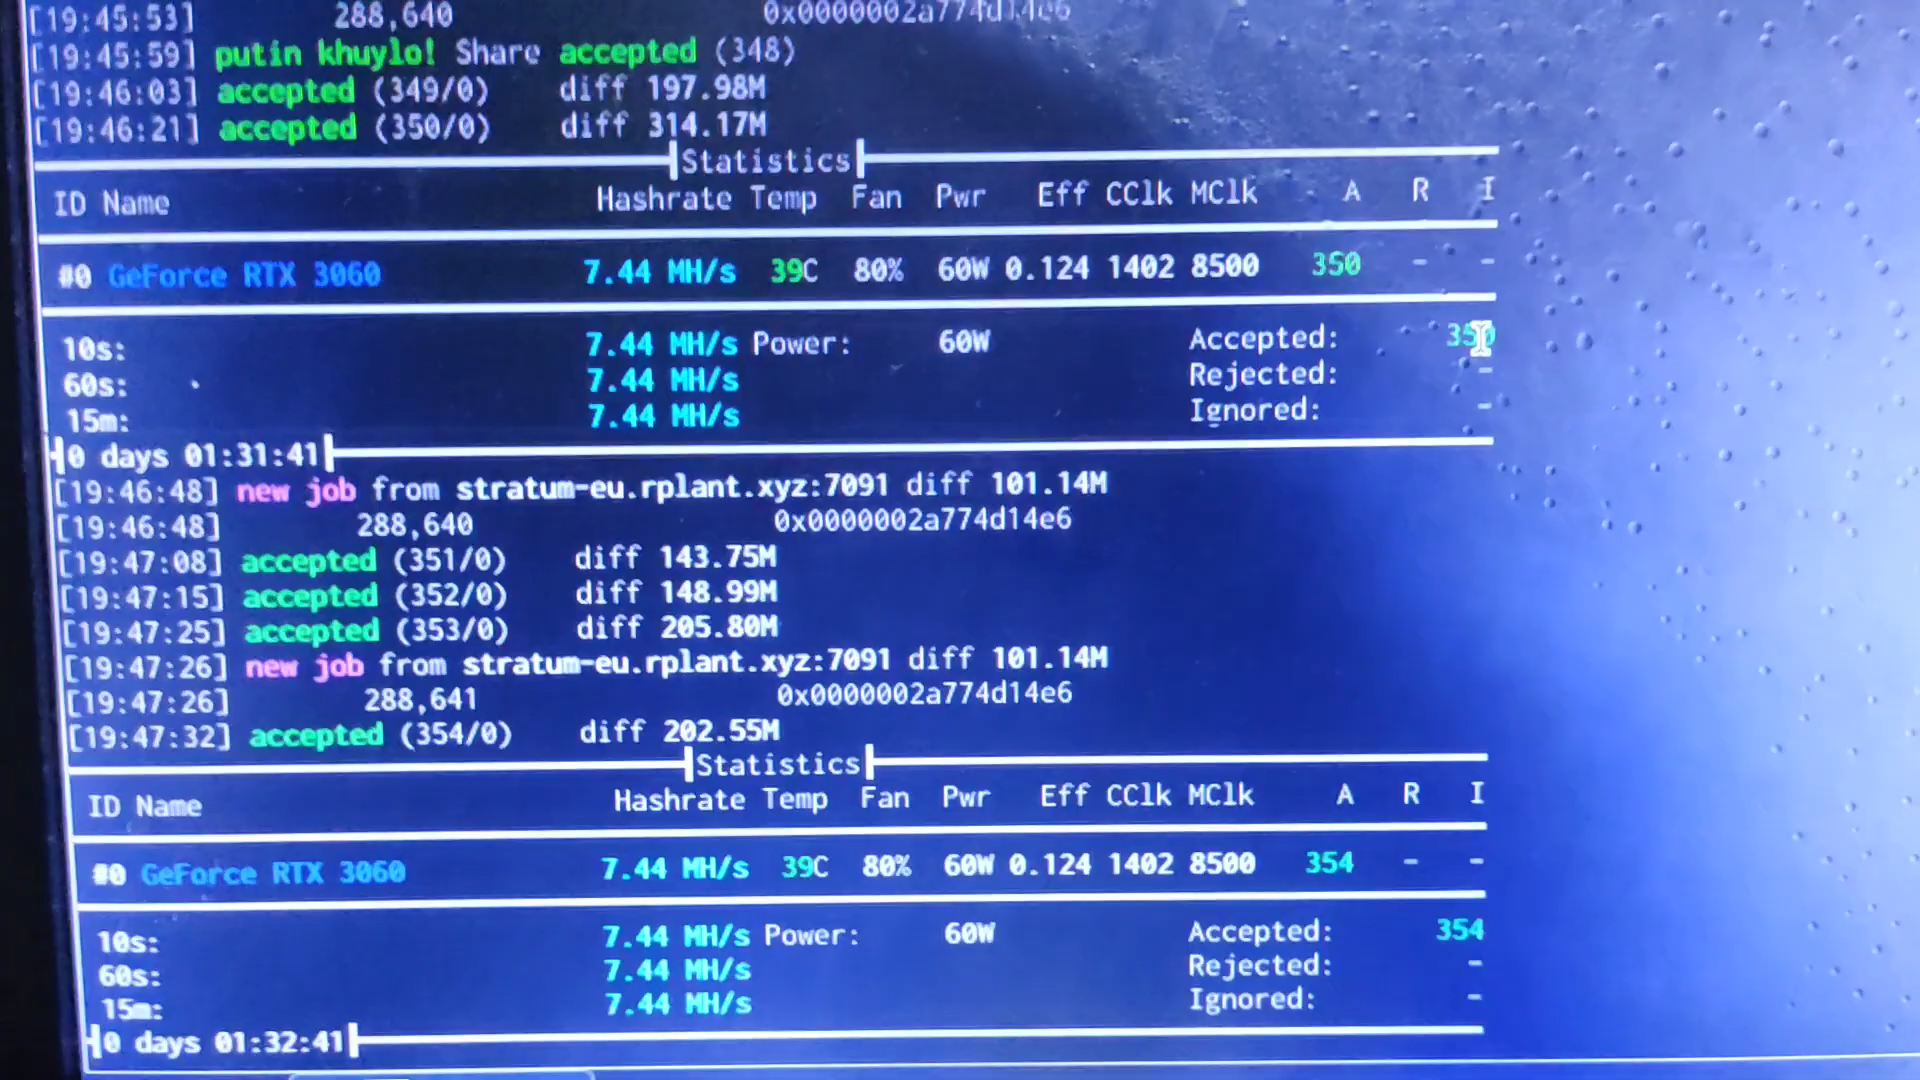 [19:45:53] 288,640 0x0000002a774d14e6
[19:45:59] putin khuylo! Share accepted (348)
[19:46:03] accepted (349/0) diff 197.98M
[19:46:21] accepted (350/0) diff 314.17M
Statistics
ID Name Hashrate Temp Fan Pwr Eff CClk MClk A R I
#0 GeForce RTX 3060 7.44 MH/s 39C 80% 60W 0.124 1402 8500 350 - -
10s: 7.44 MH/s Power: 60W Accepted: 350
60s: 7.44 MH/s Rejected: -
15m: 7.44 MH/s Ignored: -
0 days 01:31:41
[19:46:48] new job from stratum-eu.rplant.xyz:7091 diff 101.14M
[19:46:48] 288,640 0x0000002a774d14e6
[19:47:08] accepted (351/0) diff 143.75M
[19:47:15] accepted (352/0) diff 148.99M
[19:47:25] accepted (353/0) diff 205.80M
[19:47:26] new job from stratum-eu.rplant.xyz:7091 diff 101.14M
[19:47:26] 288,641 0x0000002a774d14e6
[19:47:32] accepted (354/0) diff 202.55M
Statistics
ID Name Hashrate Temp Fan Pwr Eff CClk MClk A R I
#0 GeForce RTX 3060 7.44 MH/s 39C 80% 60W 0.124 1402 8500 354 - -
10s: 7.44 MH/s Power: 60W Accepted: 354
60s: 7.44 MH/s Rejected: -
15m: 7.44 MH/s Ignored: -
0 days 01:32:41